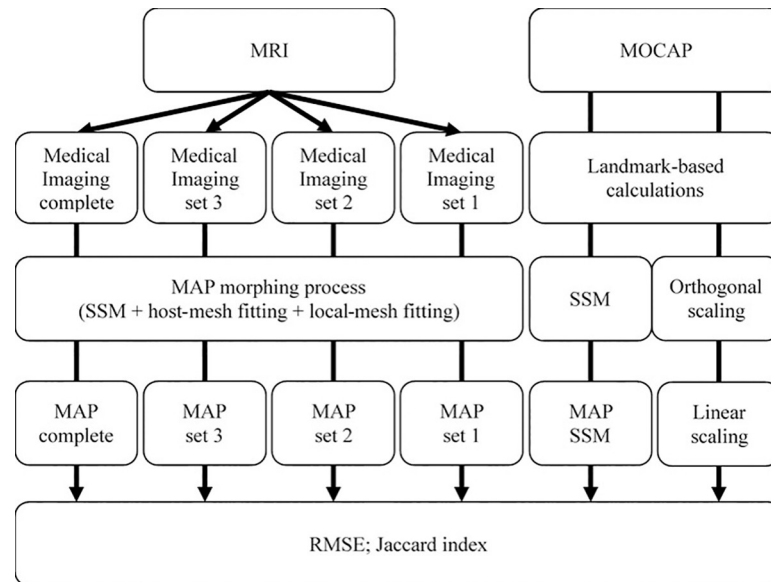 MRI
MOCAP
Medical
Imaging
complete
Medical
Imaging
set 3
Medical
Imaging
set 2
Medical
Imaging
set 1
Landmark-based
calculations
MAP morphing process
(SSM + host-mesh fitting + local-mesh fitting)
SSM
Orthogonal
scaling
MAP
complete
MAP
set 3
MAP
set 2
MAP
set 1
MAP
SSM
Linear
scaling
RMSE; Jaccard index